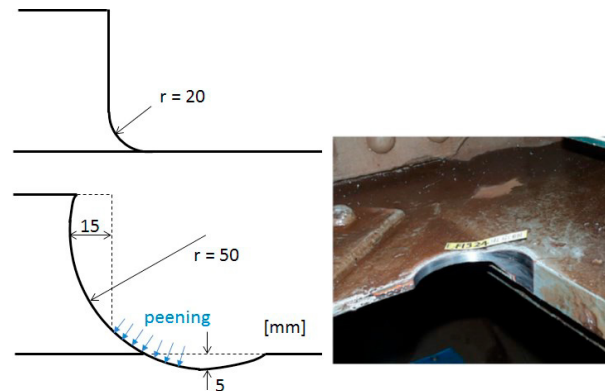 r = 20
15
r = 50
peening
[mm]
5